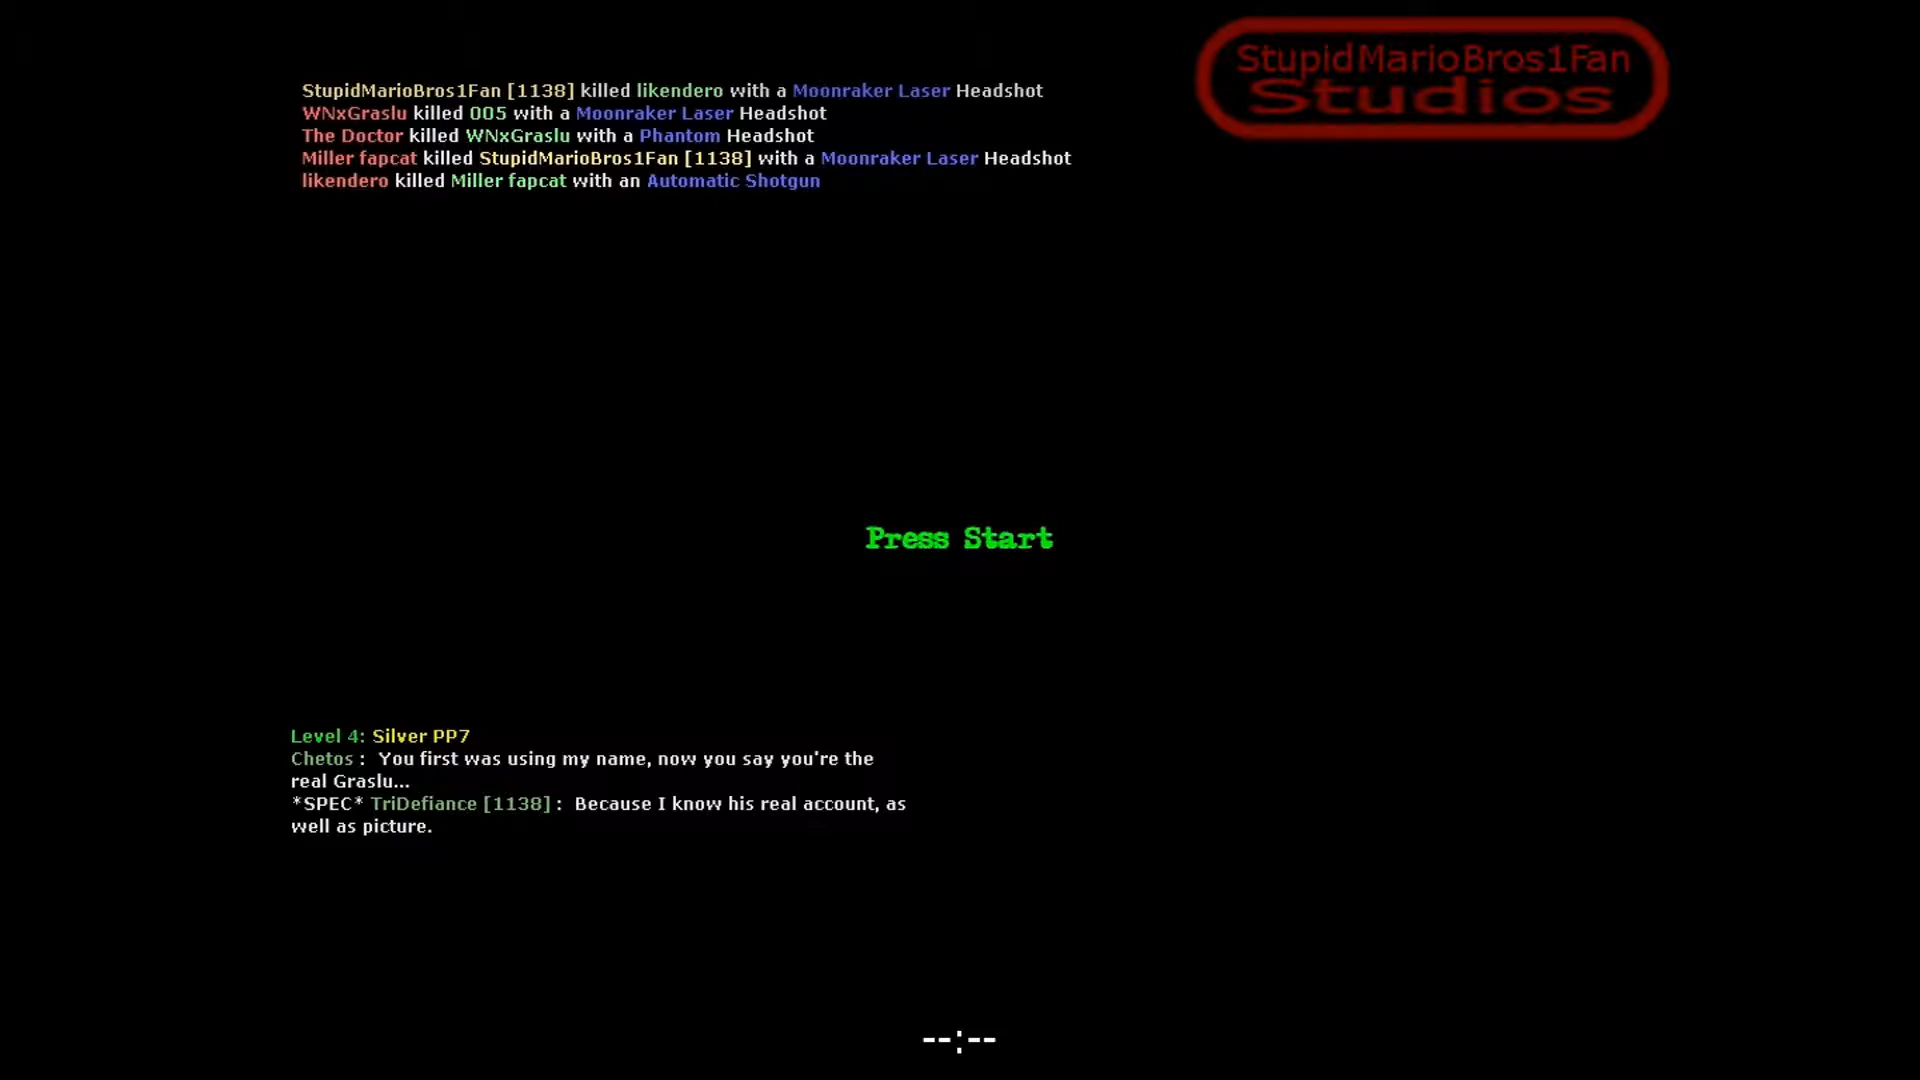 StupidMarioBros1Fan
Studios
StupidMarioBros1Fan [1138] killed likendero with a Moonraker Laser Headshot
WNxGraslu killed 005 with a Moonraker Laser Headshot
The Doctor killed WNxGraslu with a Phantom Headshot
Miller fapcat killed StupidMarioBros1Fan [1138] with a Moonraker Laser Headshot
likendero killed Miller fapcat with an Automatic Shotgun
Press Start
Level 4: Silver PP7
Chetos : You first was using my name, now you say you're the
real Graslu...
*SPEC* TriDefiance [1138] : Because I know his real account, as
well as picture.
--:--